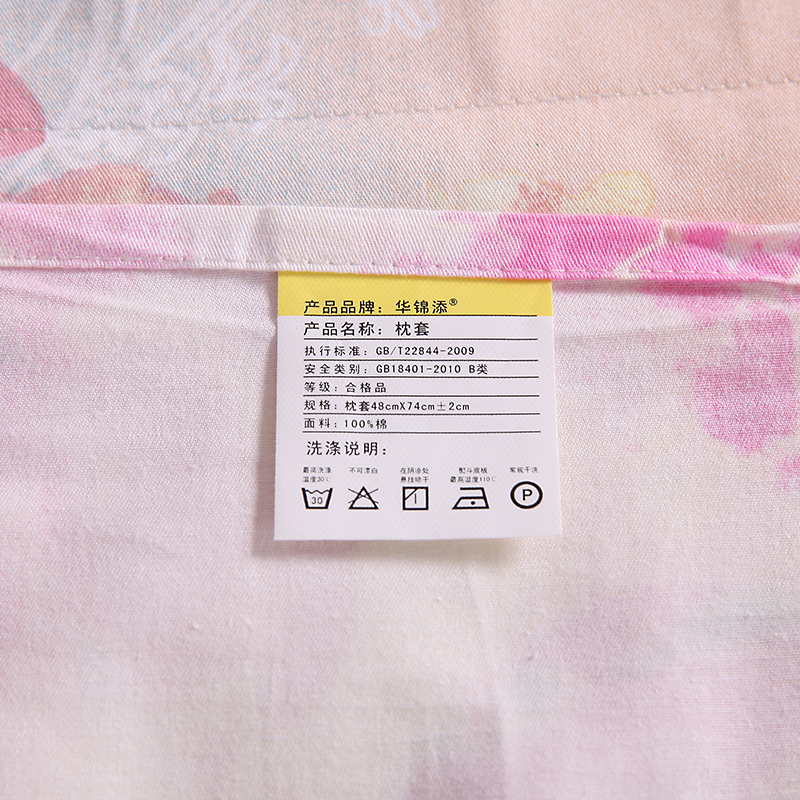 产品品牌：华锦添®
产品名称：枕套
执行标准：GB/T22844-2009
安全类别：GB18401-2010 B类
等级：合格品
规格：枕套48cmX74cm±2cm
面料：100%棉
洗涤说明：
最高洗涤 不可漂白 在阴凉处 熨斗底板 常规干洗
温度30℃ 悬挂晾干 最高温度110℃
30 P